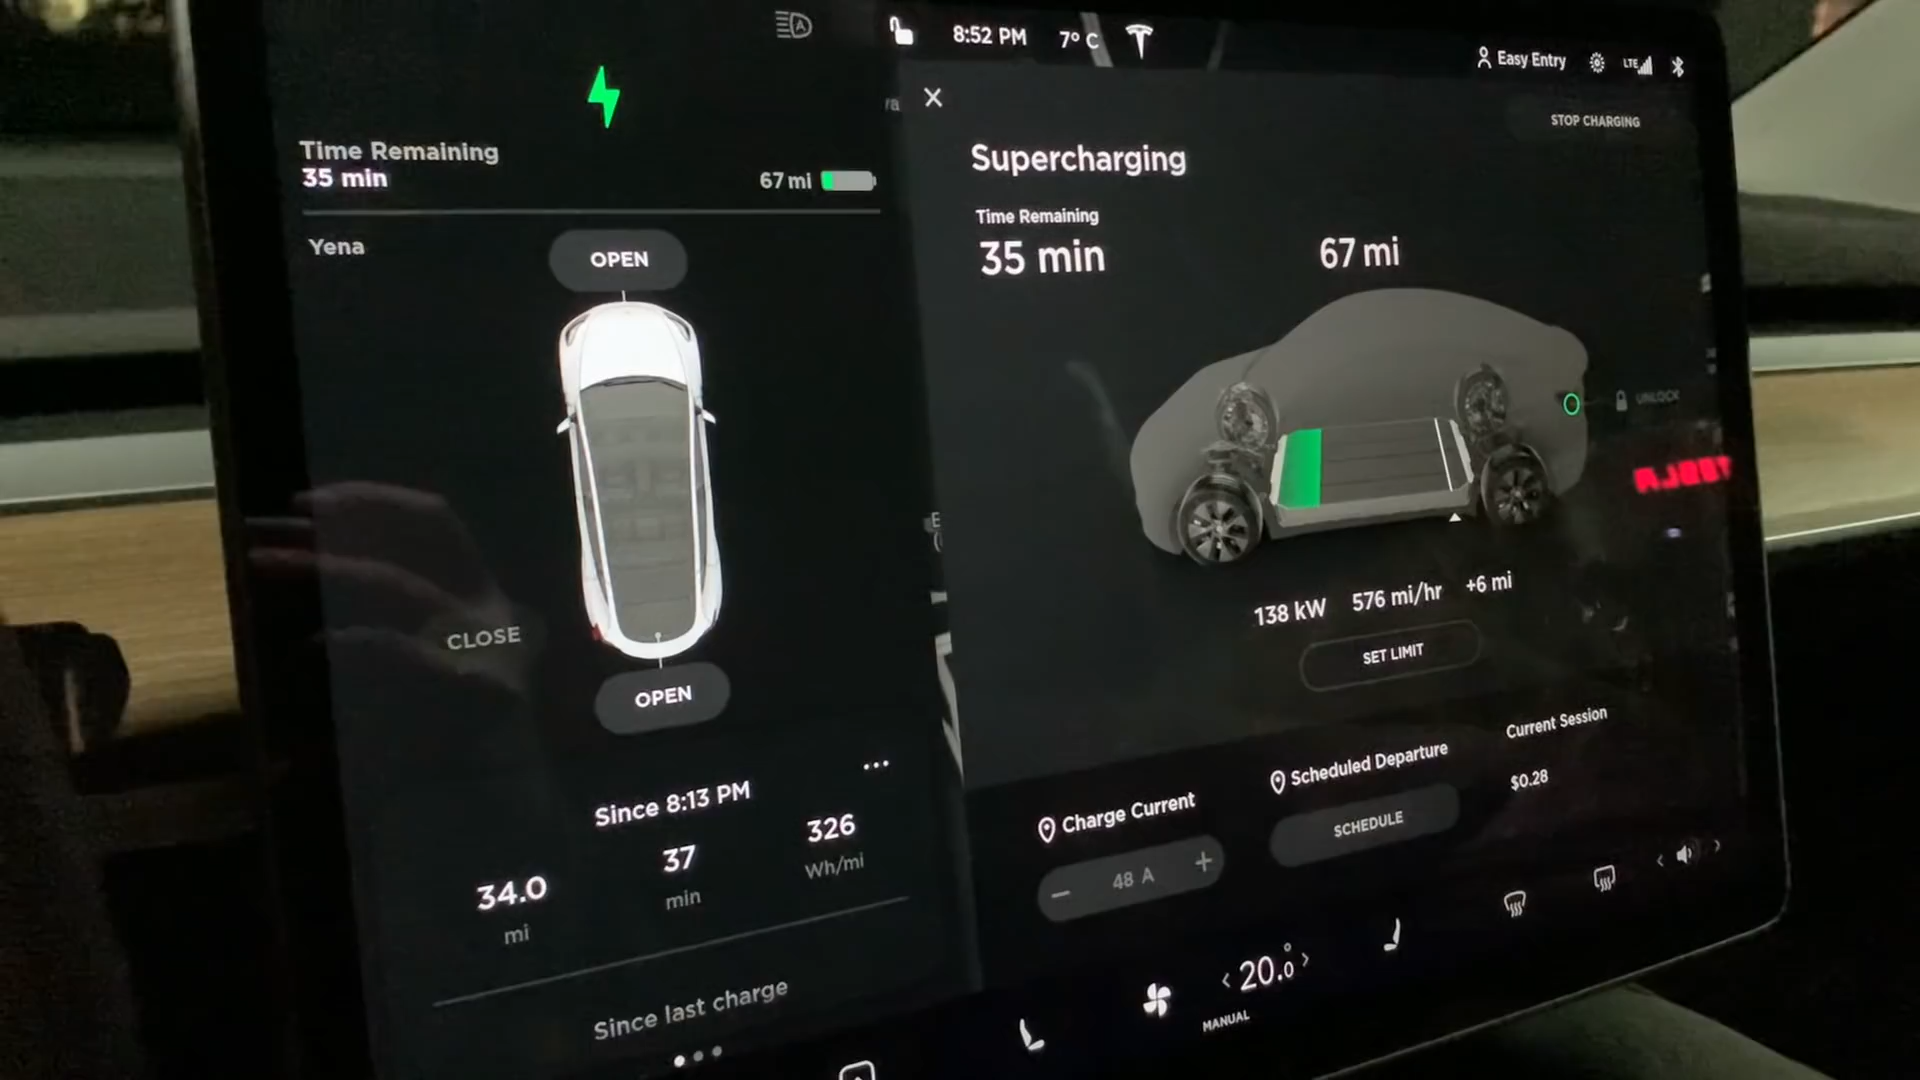 8:52 PM
7° C
Easy Entry
LTE
Time Remaining
35 min
67 mi
Yena
OPEN
CLOSE
OPEN
Since 8:13 PM
34.0
mi
37
min
326
Wh/mi
Since last charge
STOP CHARGING
Supercharging
Time Remaining
35 min
67 mi
UNLOCK
138 kW
576 mi/hr
+6 mi
SET LIMIT
Charge Current
48 A
Scheduled Departure
SCHEDULE
Current Session
$0.28
20.0°
MANUAL